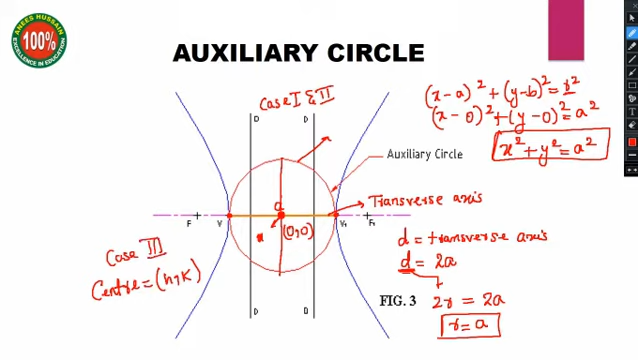 ANEES HUSSAIN
100%
EXCELLENCE IN EDUCATION
AUXILIARY CIRCLE
Case I & II
(x-a)² + (y-b)² = r²
(x-0)² + (y-0)² = a²
x² + y² = a²
D D
Auxiliary Circle
Transverse axis
C
F V V₁ F₁
(0,0)
Case III
Centre = (h,k)
d = transverse axis
d = 2a
2r = 2a
r = a
D D
FIG. 3